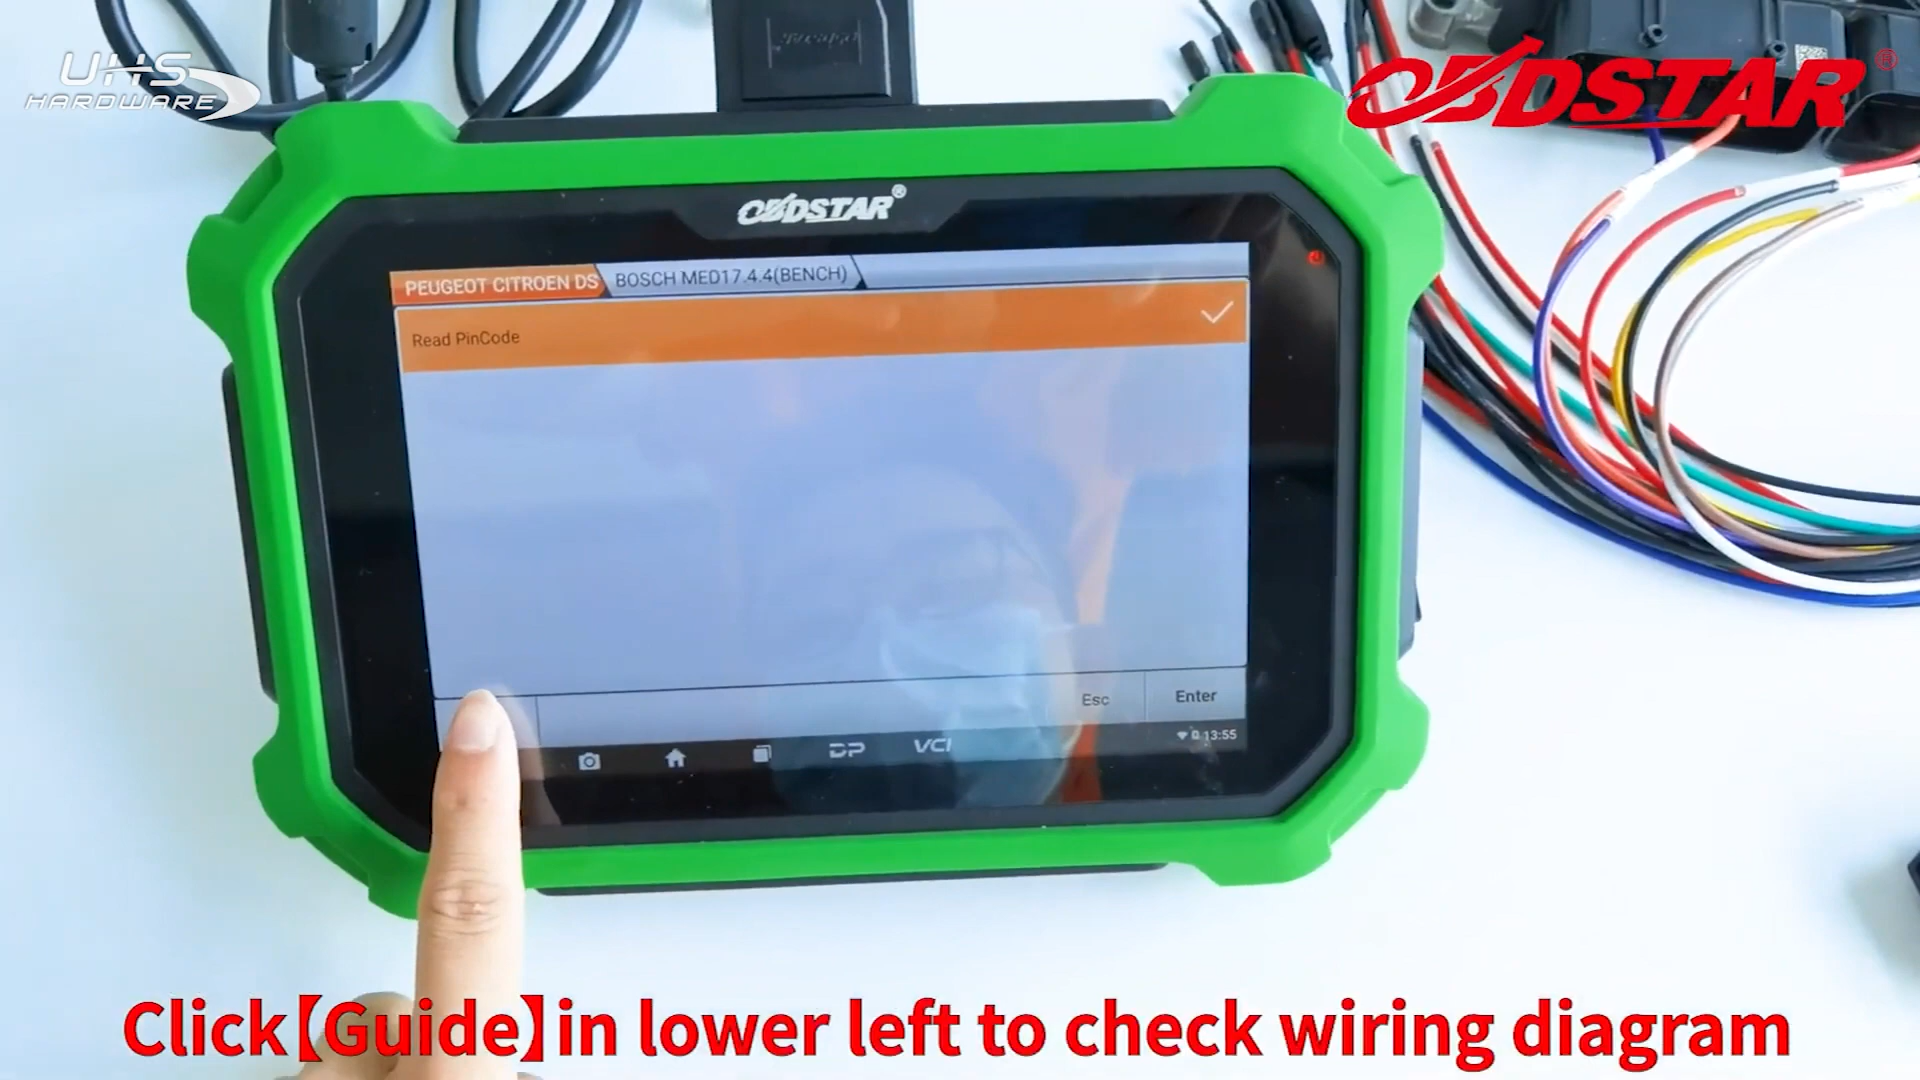 UHS
HARDWARE
OBDSTAR®
OBDSTAR®
PEUGEOT CITROEN DS
BOSCH MED17.4.4(BENCH)
Read PinCode
Esc
Enter
DP
VCI
13:55
Click【Guide】in lower left to check wiring diagram